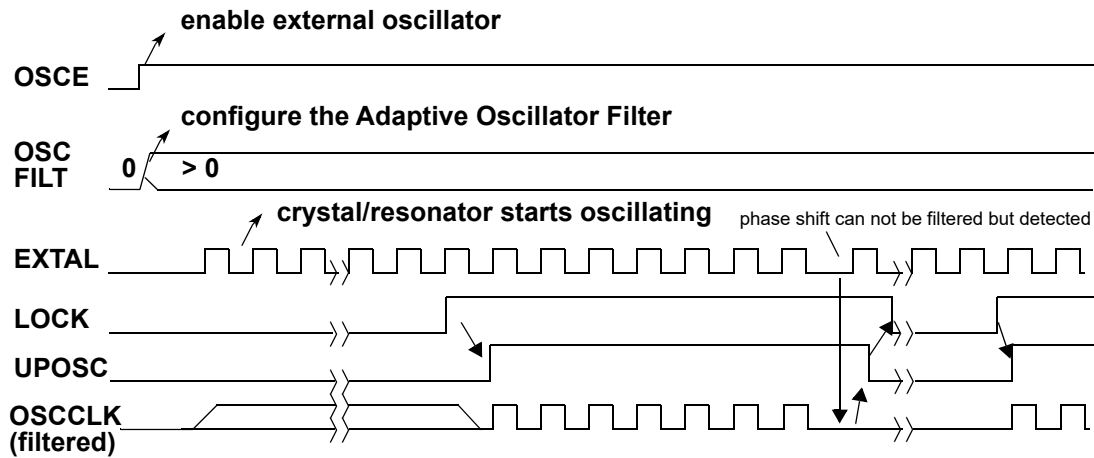 enable external oscillator
OSCE
configure the Adaptive Oscillator Filter
OSC
FILT
0
> 0
crystal/resonator starts oscillating
phase shift can not be filtered but detected
EXTAL
LOCK
UPOSC
OSCCLK
(filtered)